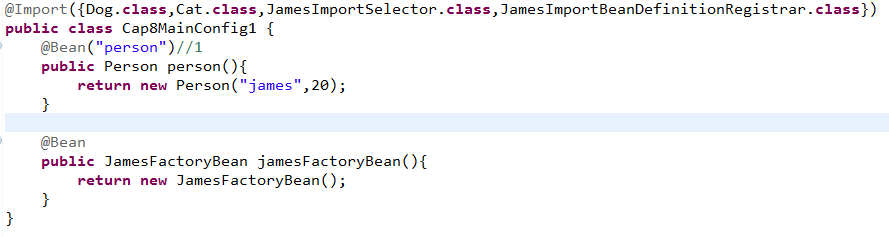 @Import({Dog.class,Cat.class,JamesImportSelector.class,JamesImportBeanDefinitionRegistrar.class})
public class Cap8MainConfig1 {
    @Bean("person")//1
    public Person person(){
        return new Person("james",20);
    }

    @Bean
    public JamesFactoryBean jamesFactoryBean(){
        return new JamesFactoryBean();
    }
}